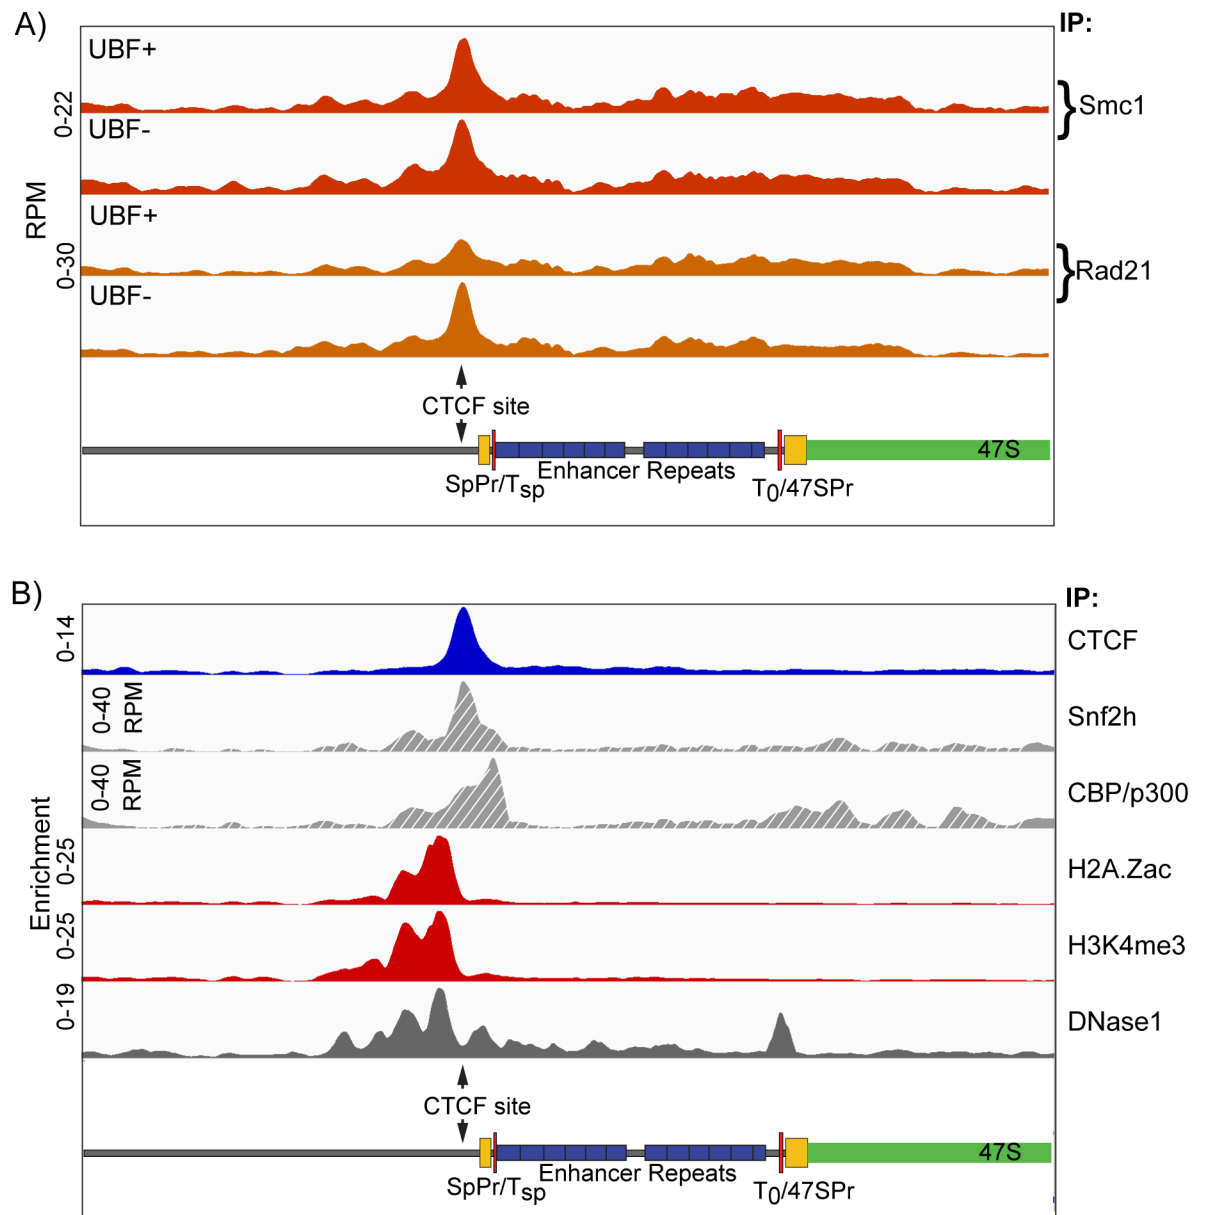 A)
IP:
UBF+
0-22
Smc1
UBF-
RPM
UBF+
0-30
Rad21
UBF-
CTCF site
47S
Enhancer Repeats
SpPr/Tsp
T0/47SPr
B)
IP:
0-14
CTCF
0-40
RPM
Snf2h
0-40
RPM
CBP/p300
Enrichment
0-25
H2A.Zac
0-25
H3K4me3
0-19
DNase1
CTCF site
47S
Enhancer Repeats
SpPr/Tsp
T0/47SPr